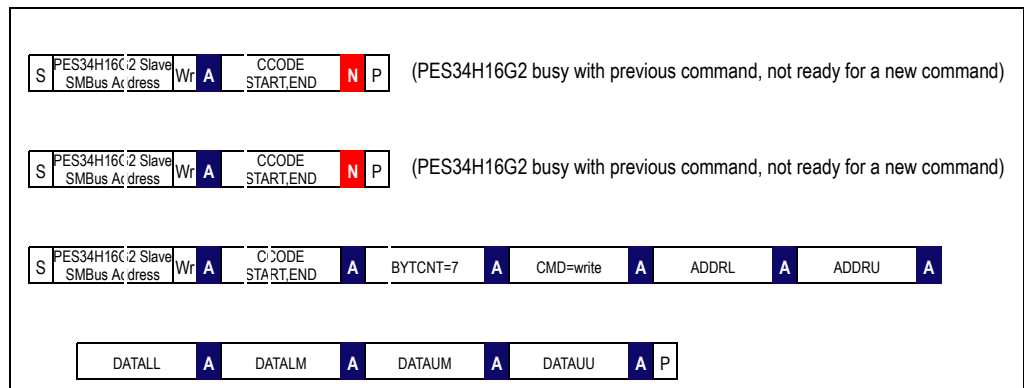 S PES34H16G2 Slave SMBus Address Wr A CCODE START,END N P (PES34H16G2 busy with previous command, not ready for a new command)
S PES34H16G2 Slave SMBus Address Wr A CCODE START,END N P (PES34H16G2 busy with previous command, not ready for a new command)
S PES34H16G2 Slave SMBus Address Wr A CCODE START,END A BYTCNT=7 A CMD=write A ADDRL A ADDRU A
DATALL A DATALM A DATAUM A DATAUU A P